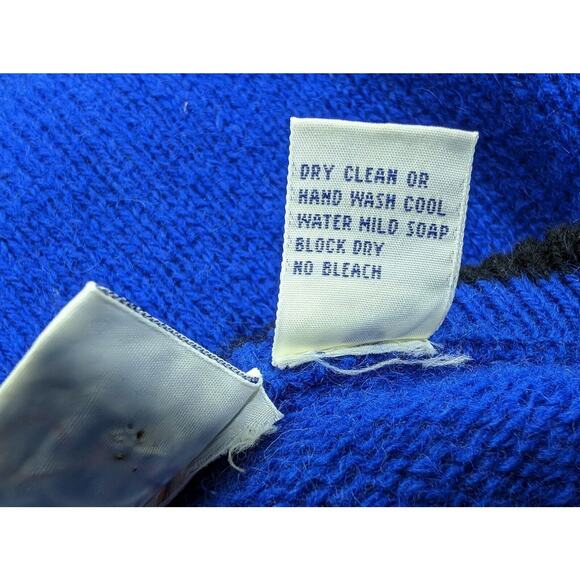 DRY CLEAN OR
HAND WASH COOL
WATER MILD SOAP
BLOCK DRY
NO BLEACH